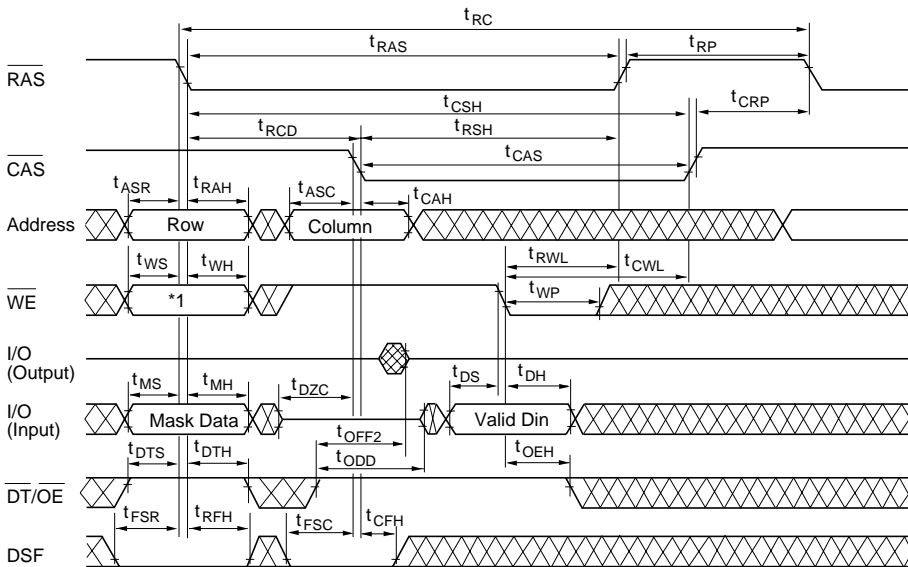 tRC
tRAS tRP
RAS
tCSH tCRP
tRCD tRSH
tCAS
CAS
tASR tRAH tASC tCAH
Address Row Column
tRWL
tWS tWH tCWL
tWP
WE *1
I/O
(Output)
tMS tMH tDZC tDS tDH
I/O
(Input) Mask Data Valid Din
tOFF2
tDTS tDTH tODD tOEH
DT/OE
tFSR tRFH tFSC tCFH
DSF